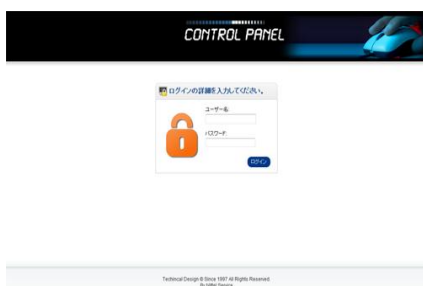 CONTROL PANEL
ログインの詳細を入力してください。
ユーザー名:
パスワード:
ログイン
Technical Design © Since 1997 All Rights Reserved.